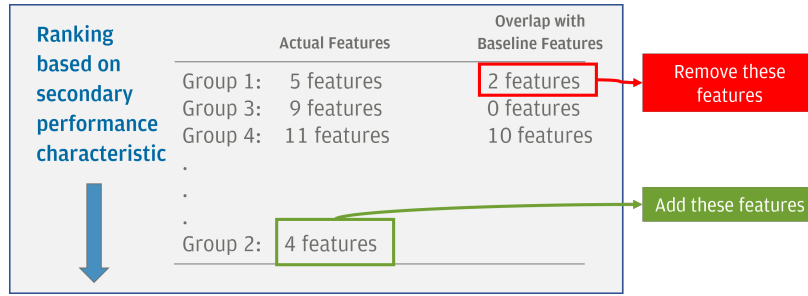 Ranking
based on
secondary
performance
characteristic
Actual Features
Overlap with
Baseline Features
Group 1: 5 features 2 features
Group 3: 9 features 0 features
Group 4: 11 features 10 features
.
.
.
Group 2: 4 features
Remove these
features
Add these features